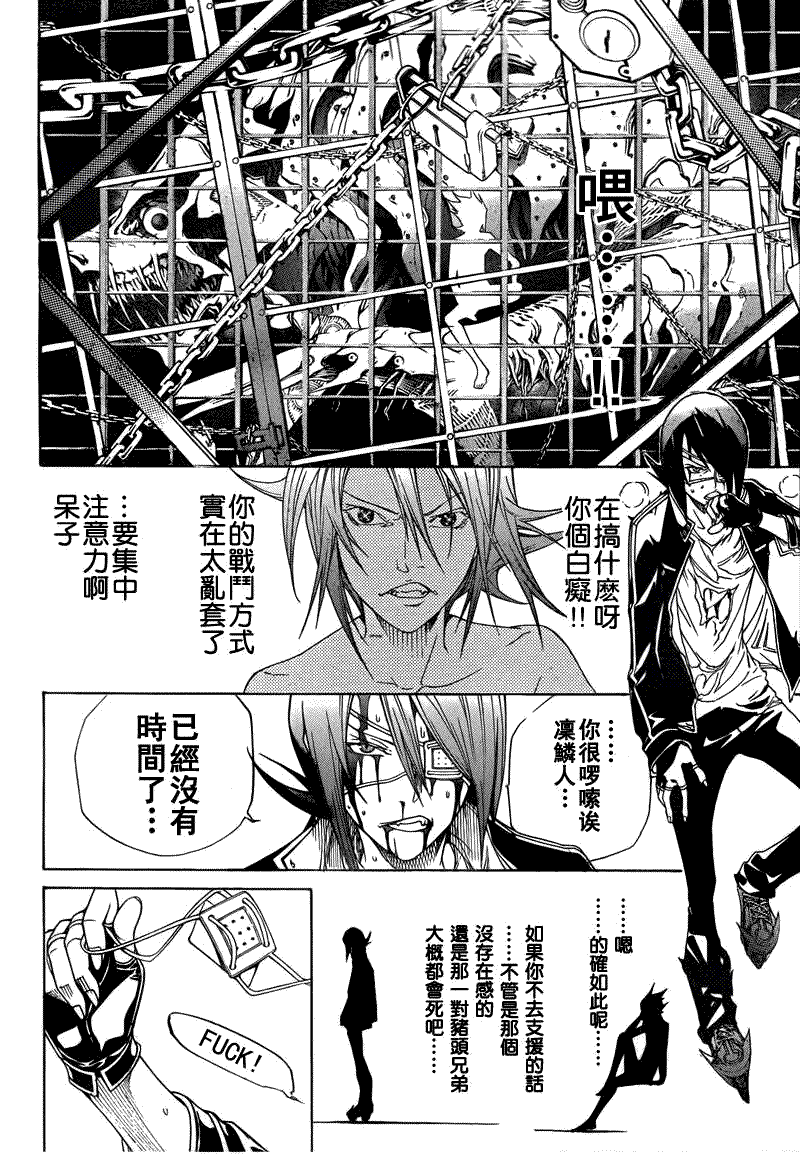 喂……
…!!
在搞什麽呀
你個白癡!!
你的戰鬥方式
實在太亂套了
…要集中
注意力啊
呆子
……
你很啰嗦诶
凜鱗人…
已經沒有
時間了…
……嗯
……的確如此呢……
如果你不去支援的話
……不管是那個
沒存在感的
還是那一對豬頭兄弟
大概都會死吧……
FUCK!